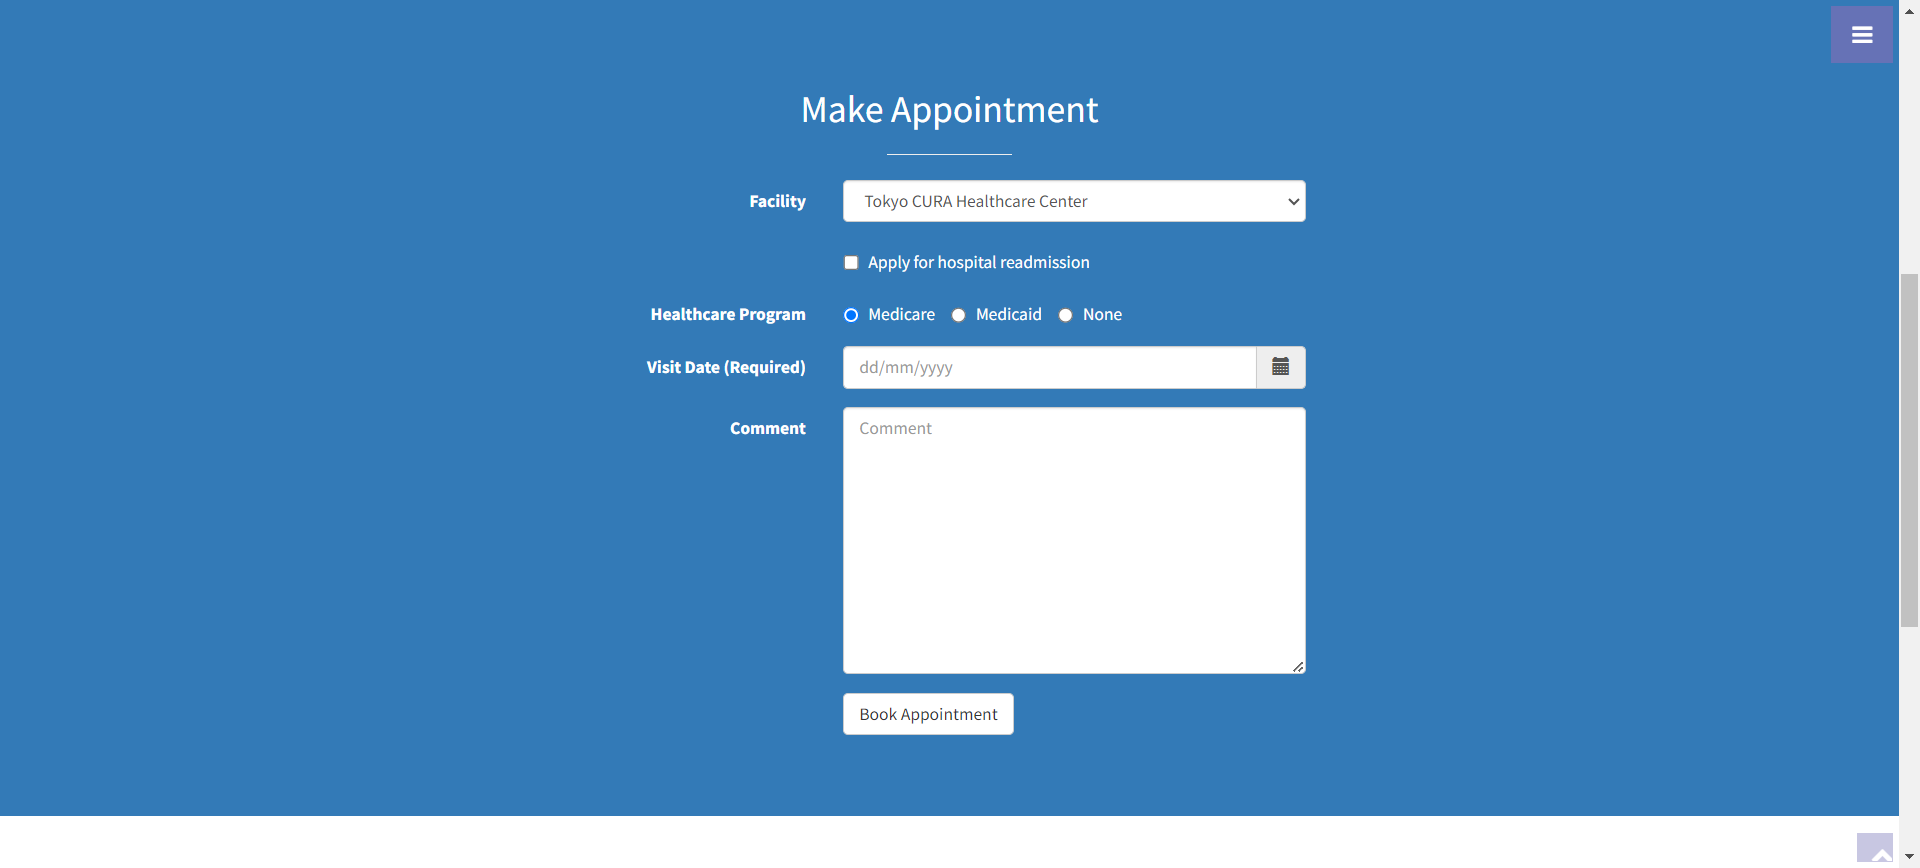 Make Appointment
Facility Tokyo CURA Healthcare Center
Apply for hospital readmission
Healthcare Program Medicare Medicaid None
Visit Date (Required) dd/mm/yyyy
Comment Comment
Book Appointment